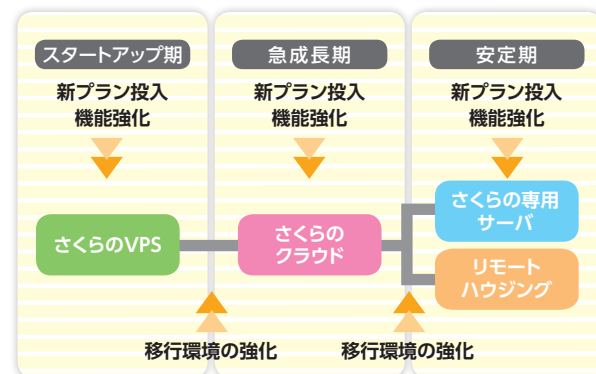 スタートアップ期
急成長期
安定期
新プラン投入
機能強化
新プラン投入
機能強化
新プラン投入
機能強化
さくらのVPS
さくらの
クラウド
さくらの専用
サーバ
リモート
ハウジング
移行環境の強化
移行環境の強化